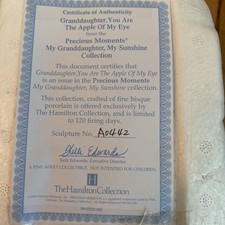 Certificate of Authenticity
Granddaughter, You Are
The Apple Of My Eye
from the
Precious Moments®
My Granddaughter, My Sunshine
Collection
This document certifies that
Granddaughter, You Are The Apple Of My Eye
is an issue in the Precious Moments
My Granddaughter, My Sunshine collection.
This collection, crafted of fine bisque
porcelain is offered exclusively by
The Hamilton Collection, and is limited
to 120 firing days.
Sculpture No. A0442
Edwards
Edwards, Executive Director
A FINE ADULT COLLECTIBLE. NOT INTENDED FOR CHILDREN.
H
The Hamilton Collection